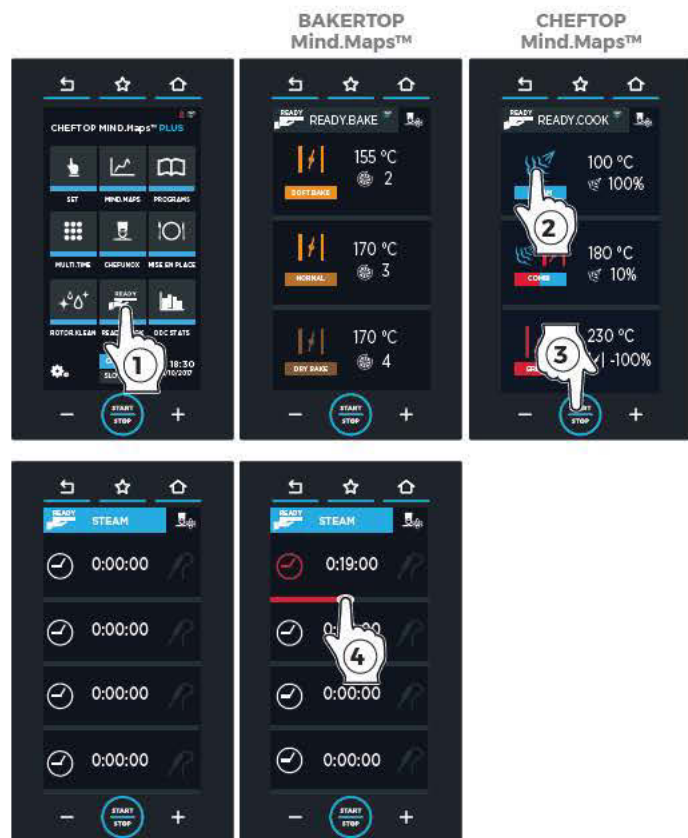 BAKERTOP
Mind.Maps™
CHEFTOP
Mind.Maps™
CHEFTOP MIND.Maps™ PLUS
SET
MIND.MAPS
PROGRAMS
MULTI.TIME
CHEFUNOX
MISE EN PLACE
READY
ROTOR.KLEAN
DDC STATS
1
18:30
START
STOP
READY
READY.BAKE
155 °C
2
SOFT BAKE
170 °C
3
NORMAL
170 °C
4
DRY BAKE
START
STOP
READY
READY.COOK
100 °C
100%
2
180 °C
10%
COMBI
230 °C
-100%
3
STOP
READY
STEAM
0:00:00
0:00:00
0:00:00
0:00:00
START
STOP
READY
STEAM
0:19:00
4
0:00:00
0:00:00
START
STOP